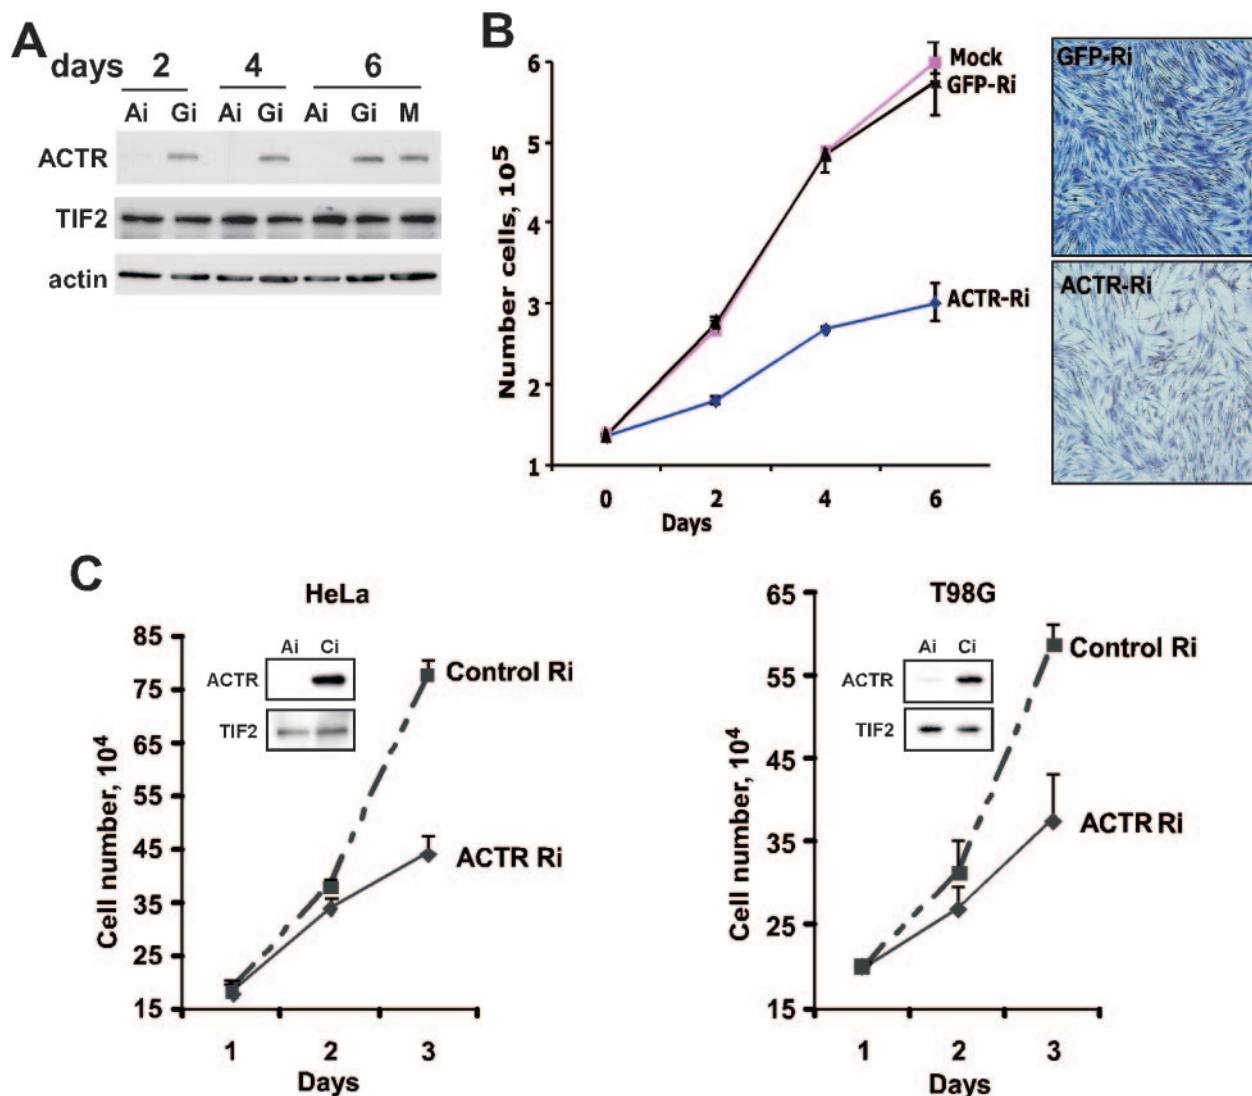 A
days 2 4 6
Ai Gi Ai Gi Ai Gi M
ACTR
TIF2
actin
B
Number cells, 10⁵
6
5
4
3
2
1
0 2 4 6
Days
Mock
GFP-Ri
ACTR-Ri
GFP-Ri
ACTR-Ri
C
HeLa
Cell number, 10⁴
85
75
65
55
45
35
25
15
1 2 3
Days
Ai Ci
ACTR
TIF2
Control Ri
ACTR Ri
T98G
Cell number, 10⁴
65
55
45
35
25
15
1 2 3
Days
Ai Ci
ACTR
TIF2
Control Ri
ACTR Ri